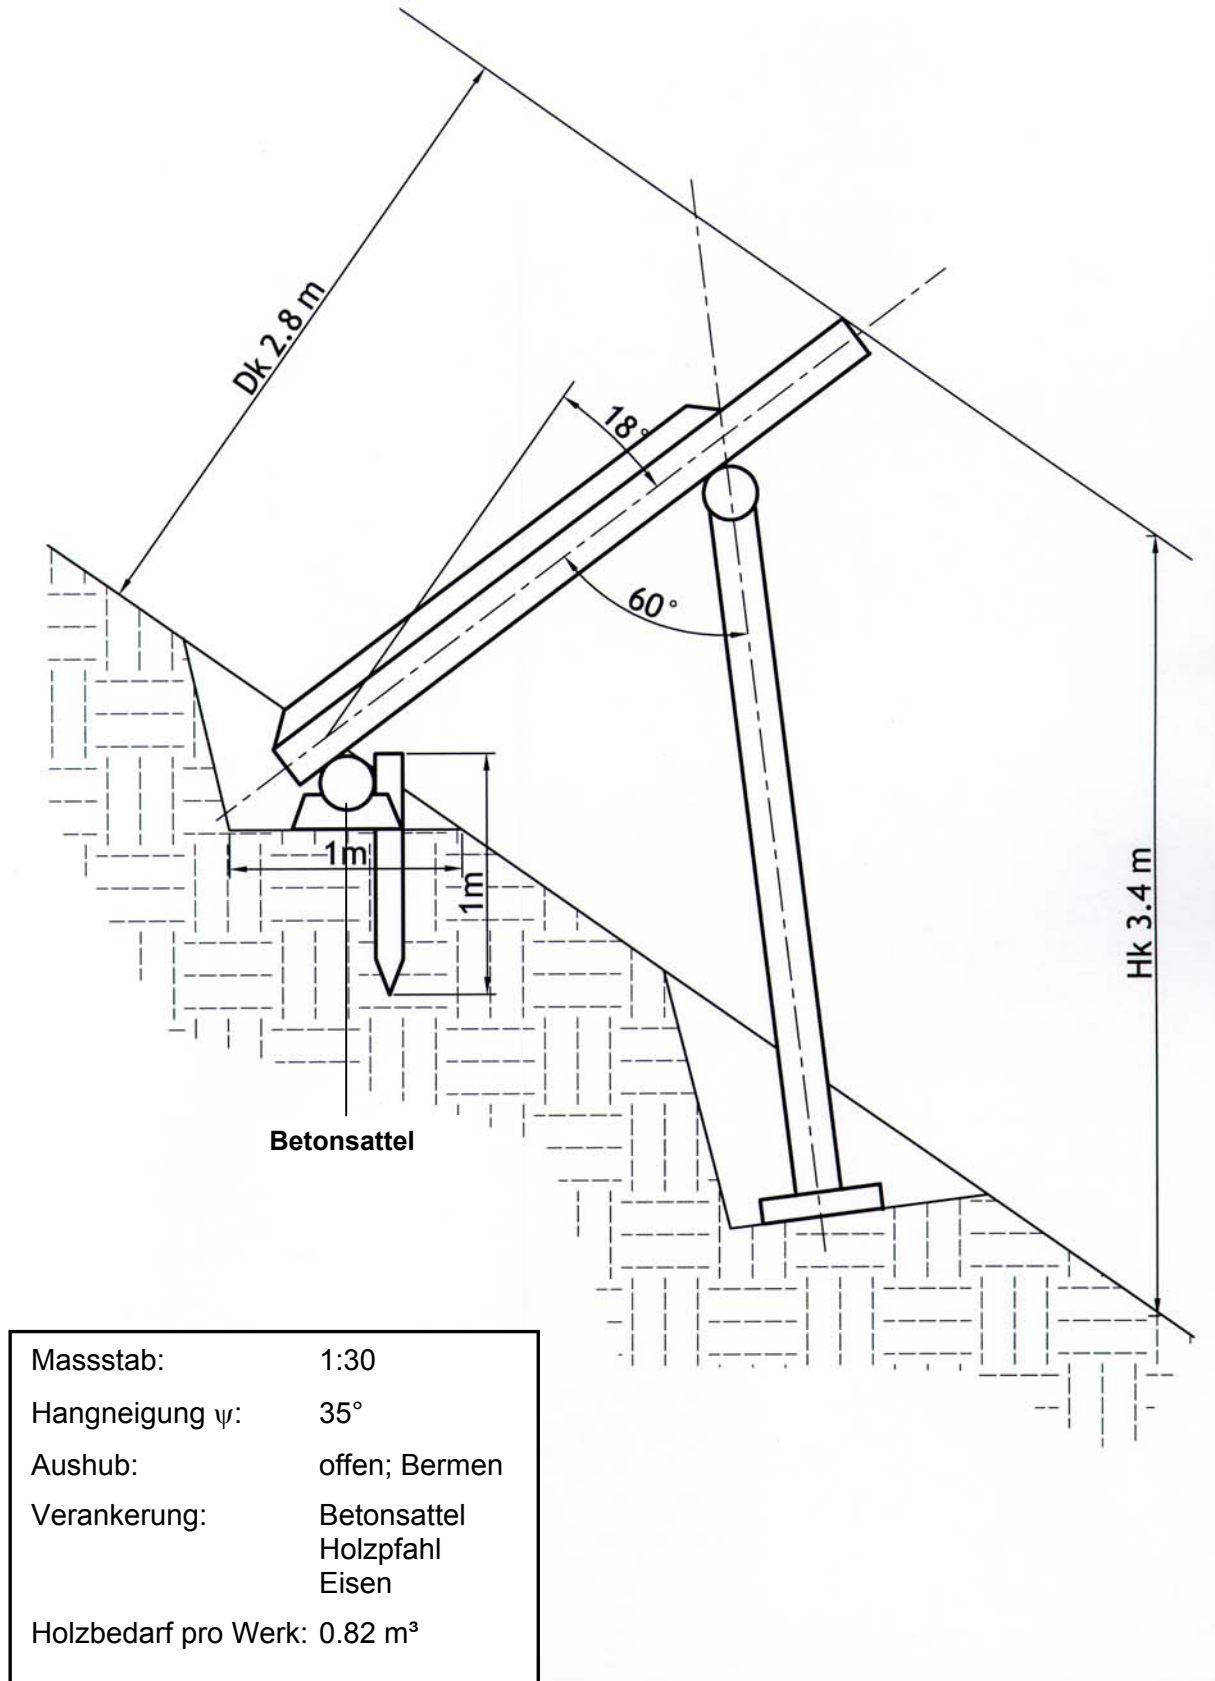 Dk 2.8 m
18°
60°
1m
1m
Hk 3.4 m
Betonsattel
Massstab: 1:30
Hangneigung ψ: 35°
Aushub: offen; Bermen
Verankerung: Betonsattel
Holzpfahl
Eisen
Holzbedarf pro Werk: 0.82 m³